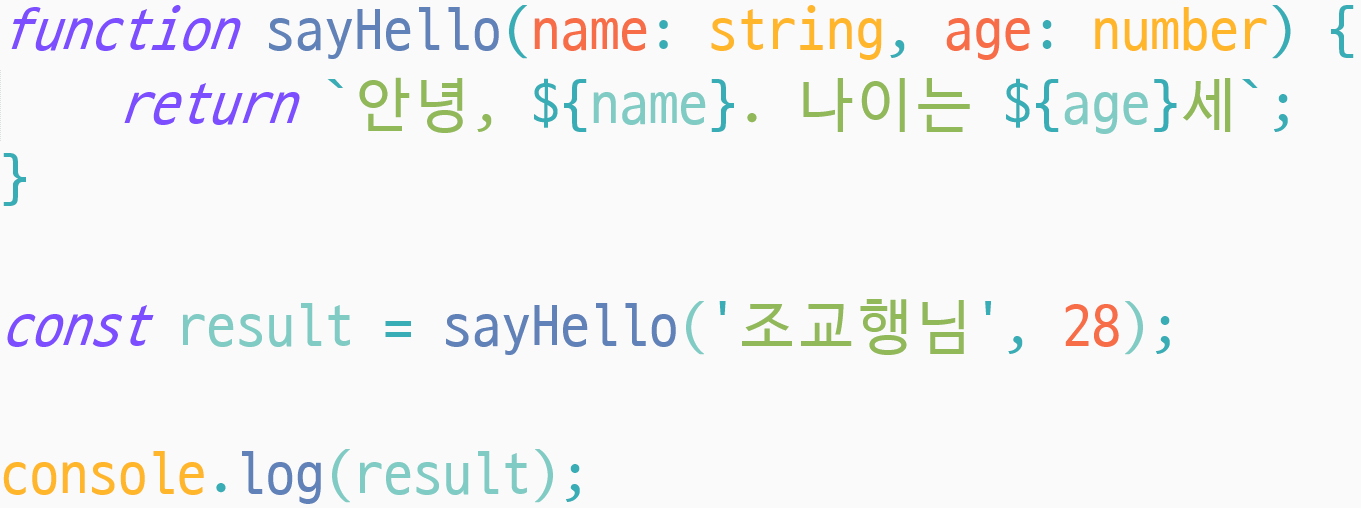 function sayHello(name: string, age: number) {
    return `안녕, ${name}. 나이는 ${age}세`;
}
const result = sayHello('조교행님', 28);
console.log(result);